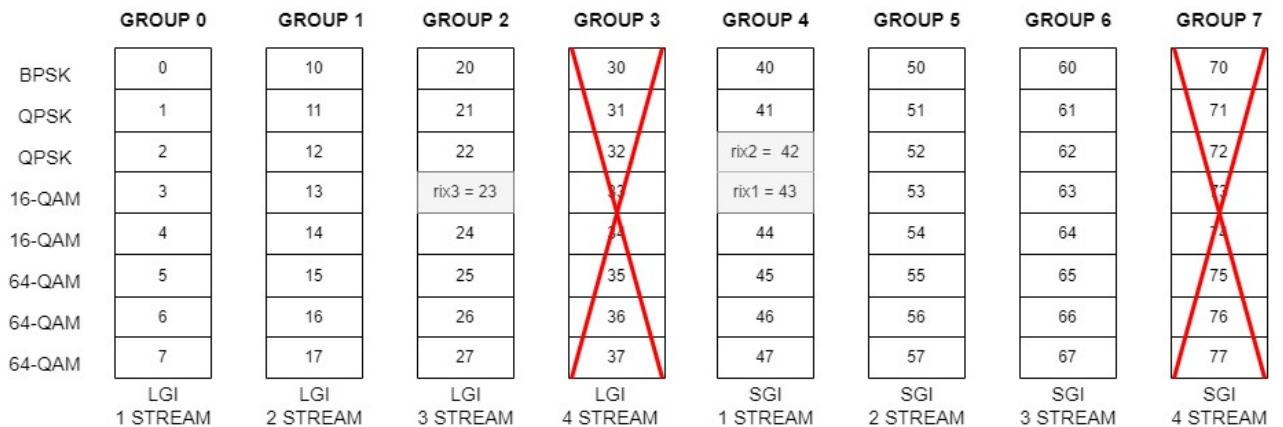 GROUP 0 GROUP 1 GROUP 2 GROUP 3 GROUP 4 GROUP 5 GROUP 6 GROUP 7
BPSK 0 10 20 30 40 50 60 70
QPSK 1 11 21 31 41 51 61 71
QPSK 2 12 22 32 rix2 = 42 52 62 72
16-QAM 3 13 rix3 = 23 33 rix1 = 43 53 63 73
16-QAM 4 14 24 34 44 54 64 74
64-QAM 5 15 25 35 45 55 65 75
64-QAM 6 16 26 36 46 56 66 76
64-QAM 7 17 27 37 47 57 67 77
LGI LGI LGI LGI SGI SGI SGI SGI
1 STREAM 2 STREAM 3 STREAM 4 STREAM 1 STREAM 2 STREAM 3 STREAM 4 STREAM